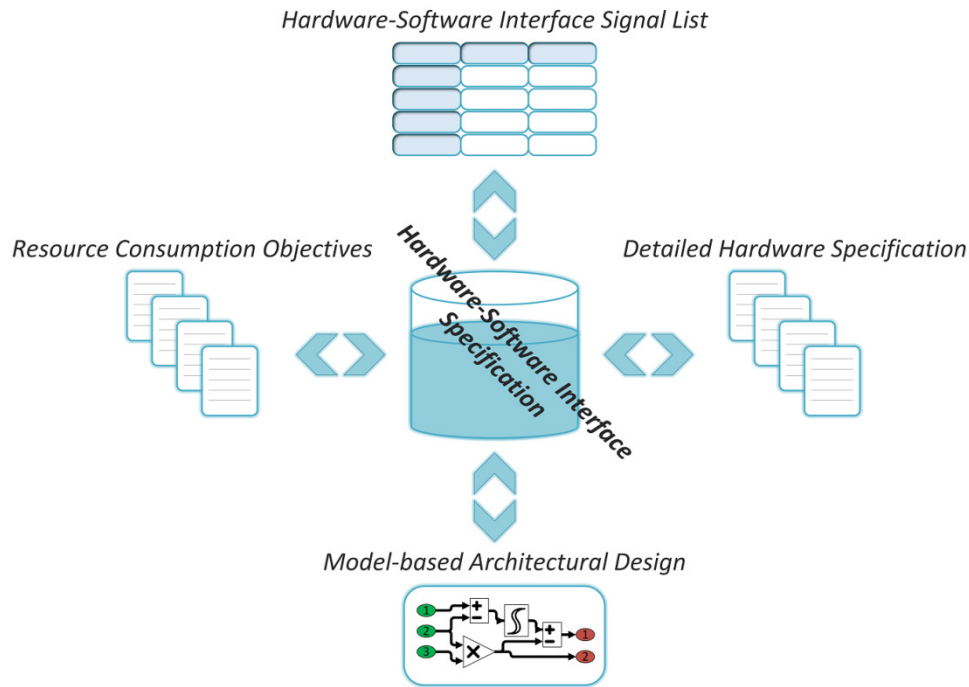 Hardware-Software Interface Signal List
Resource Consumption Objectives
Detailed Hardware Specification
Hardware-Software Interface
Specification
Model-based Architectural Design
1
2
3
+
−
+
−
×
1
2